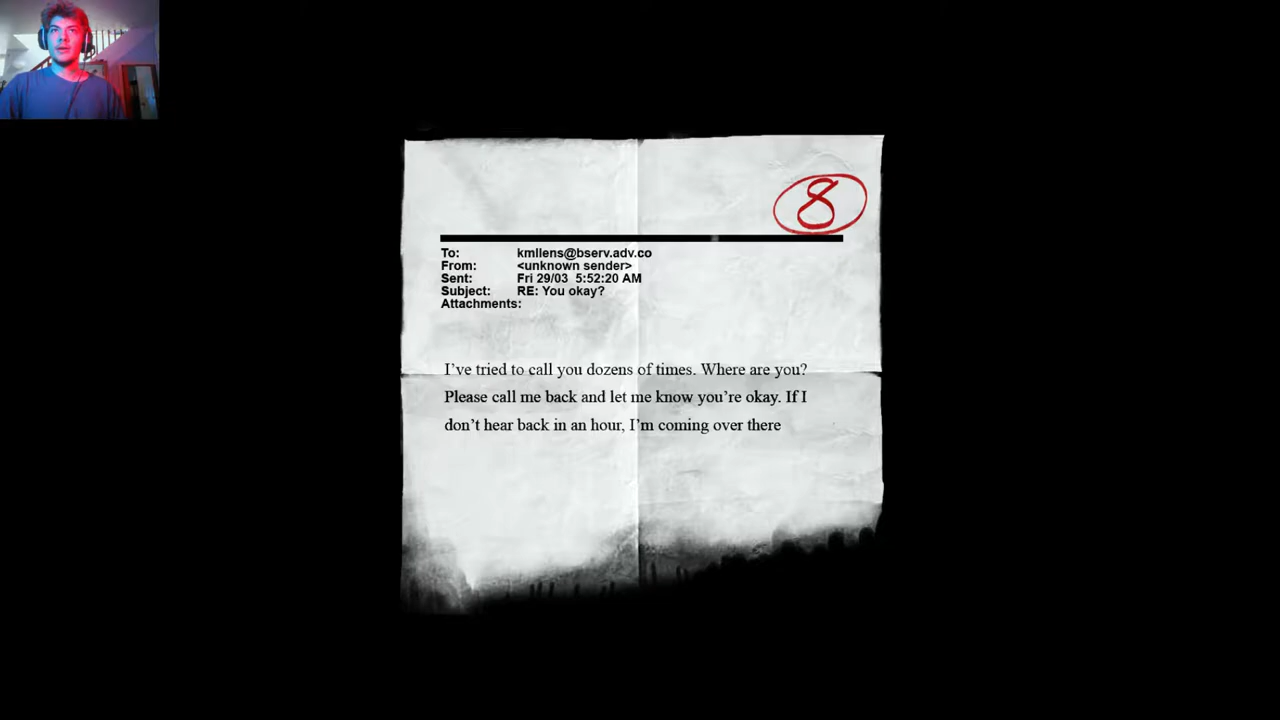 8
To: kmllens@bserv.adv.co
From: <unknown sender>
Sent: Fri 29/03 5:52:20 AM
Subject: RE: You okay?
Attachments:
I've tried to call you dozens of times. Where are you?
Please call me back and let me know you're okay. If I
don't hear back in an hour, I'm coming over there